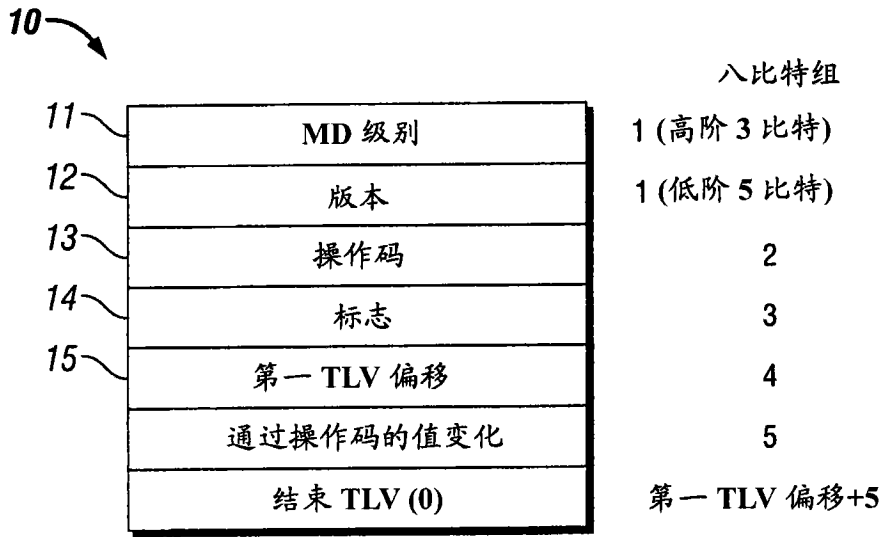 10
八比特组
11 MD 级别 1 (高阶 3 比特)
12 版本 1 (低阶 5 比特)
13 操作码 2
14 标志 3
15 第一 TLV 偏移 4
通过操作码的值变化 5
结束 TLV (0) 第一 TLV 偏移+5